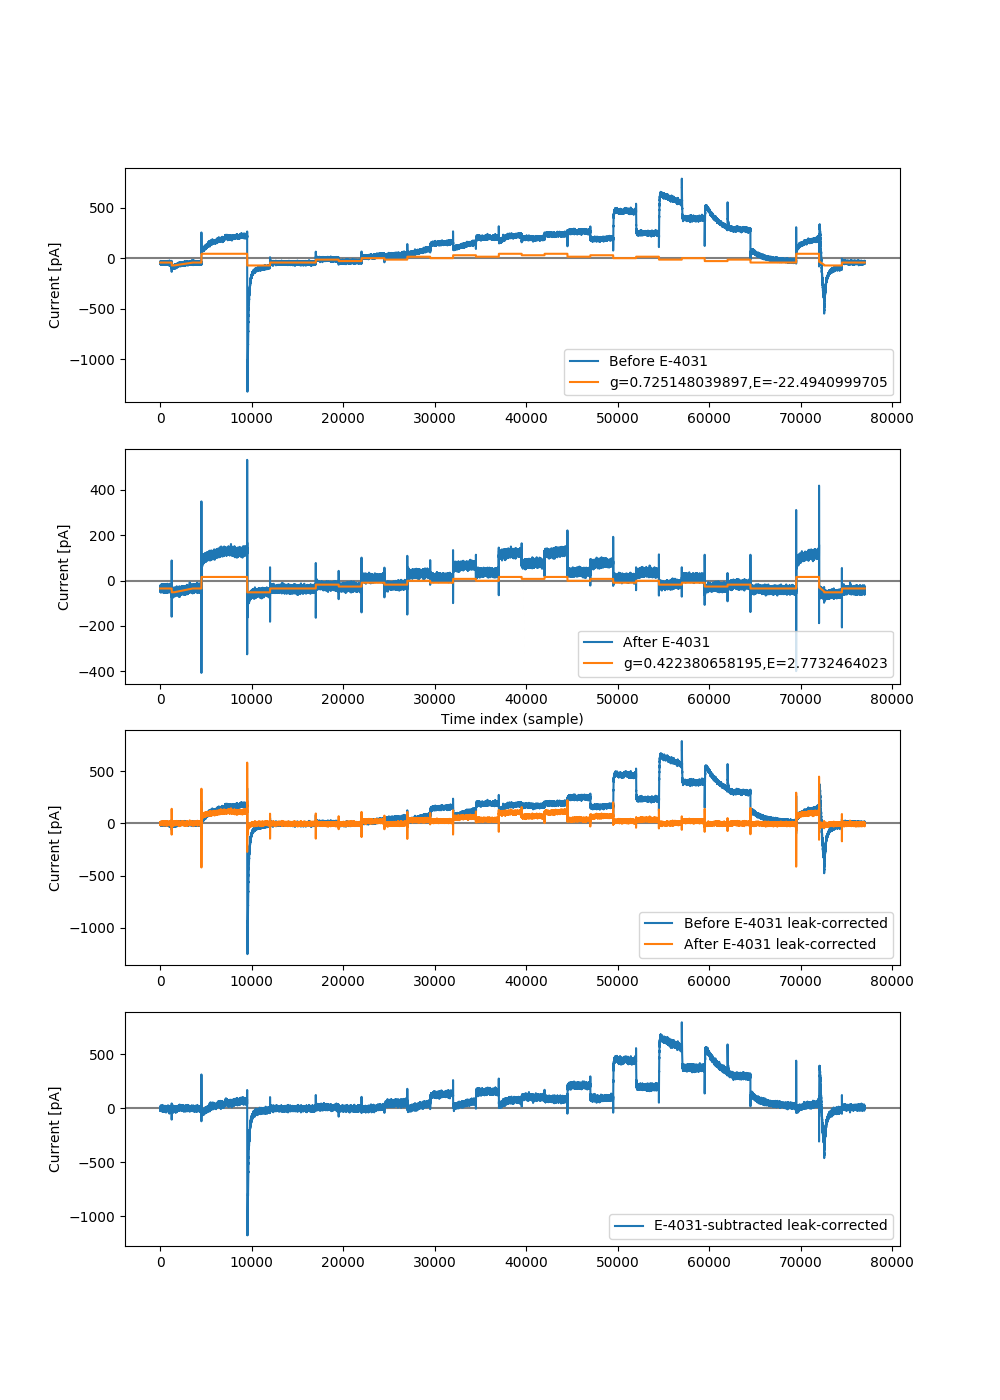 Current [pA]
500
0
−500
−1000
Before E-4031
g=0.725148039897,E=-22.4940999705
0 10000 20000 30000 40000 50000 60000 70000 80000
Current [pA]
400
200
0
−200
−400
After E-4031
g=0.422380658195,E=2.7732464023
0 10000 20000 30000 40000 50000 60000 70000 80000
Time index (sample)
Current [pA]
500
0
−500
−1000
Before E-4031 leak-corrected
After E-4031 leak-corrected
0 10000 20000 30000 40000 50000 60000 70000 80000
Current [pA]
500
0
−500
−1000
E-4031-subtracted leak-corrected
0 10000 20000 30000 40000 50000 60000 70000 80000